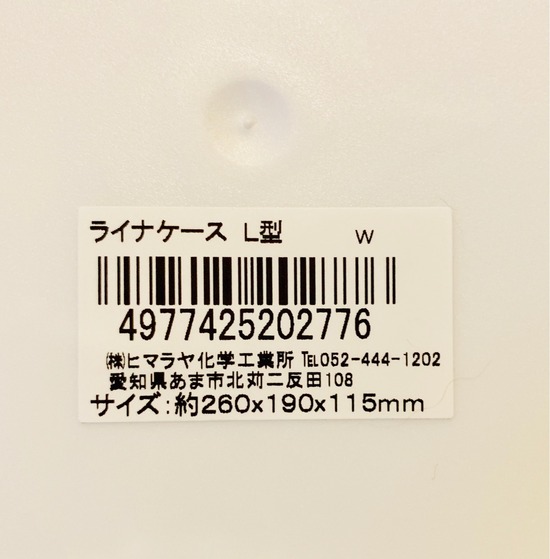 ライナケース L型 W
4977425202776
㈱ヒマラヤ化学工業所 ℡052-444-1202
愛知県あま市北苅二反田108
サイズ:約260x190x115mm